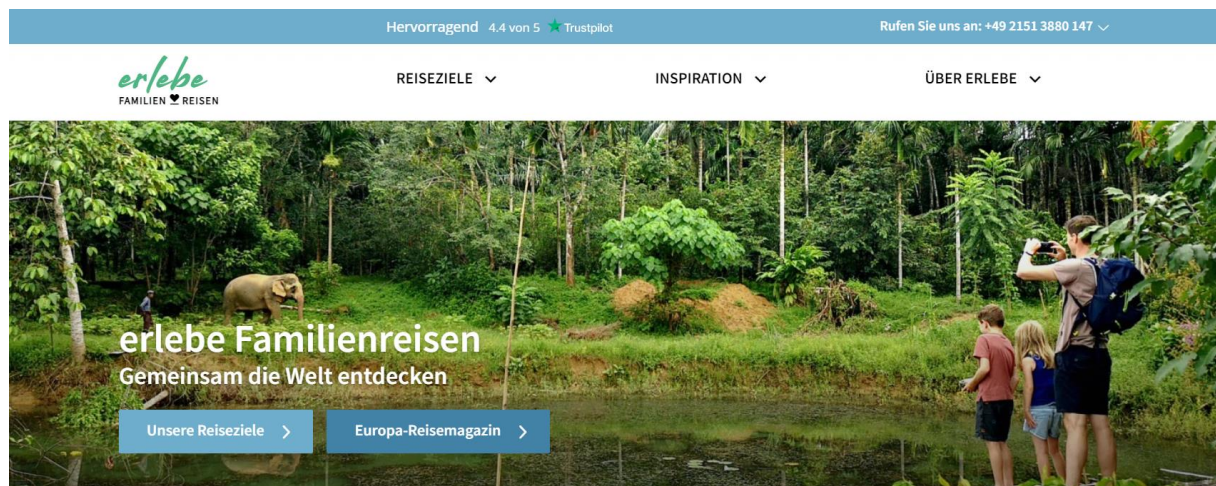 Hervorragend 4.4 von 5 Trustpilot
Rufen Sie uns an: +49 2151 3880 147
erlebe
FAMILIEN REISEN
REISEZIELE
INSPIRATION
ÜBER ERLEBE
erlebe Familienreisen
Gemeinsam die Welt entdecken
Unsere Reiseziele
Europa-Reisemagazin